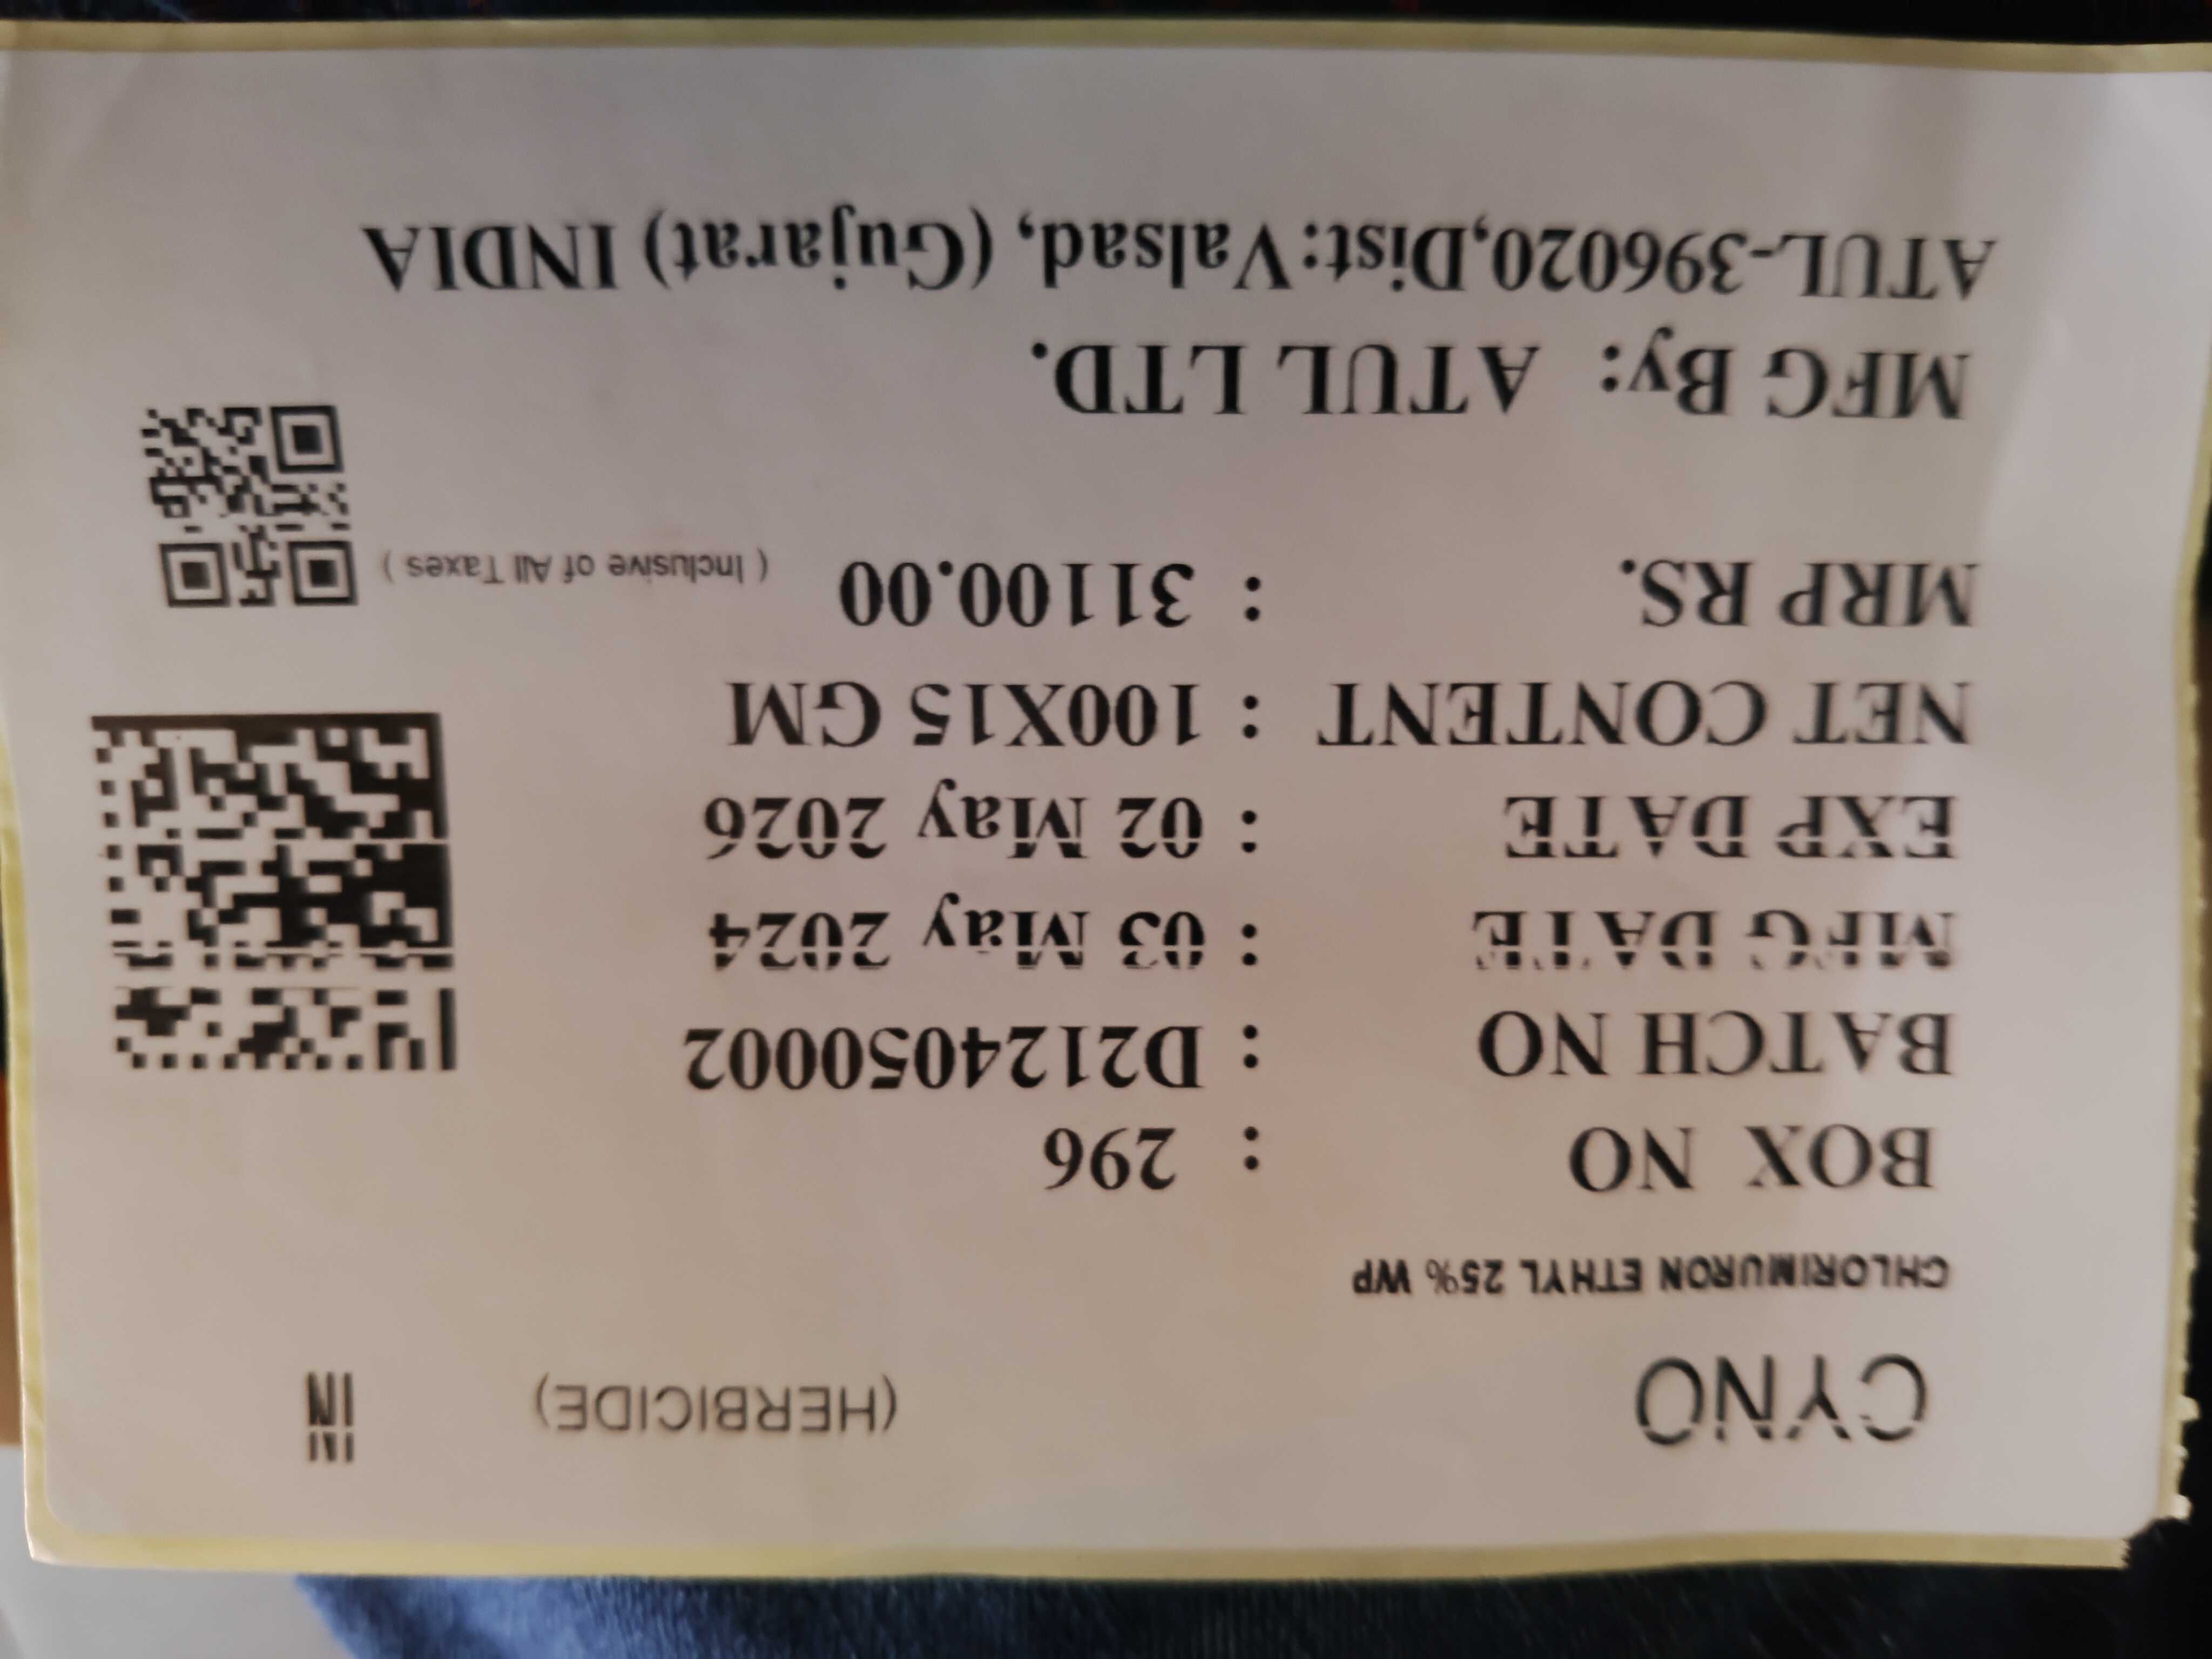 CYNO (HERBICIDE) IN
CHLORIMURON ETHYL 25% WP
BOX NO : 296
BATCH NO : D2124050002
MFG DATE : 03 May 2024
EXP DATE : 02 May 2026
NET CONTENT : 100X15 GM
MRP RS. : 31100.00 ( Inclusive of All Taxes )
MFG By: ATUL LTD.
ATUL-396020,Dist:Valsad, (Gujarat) INDIA